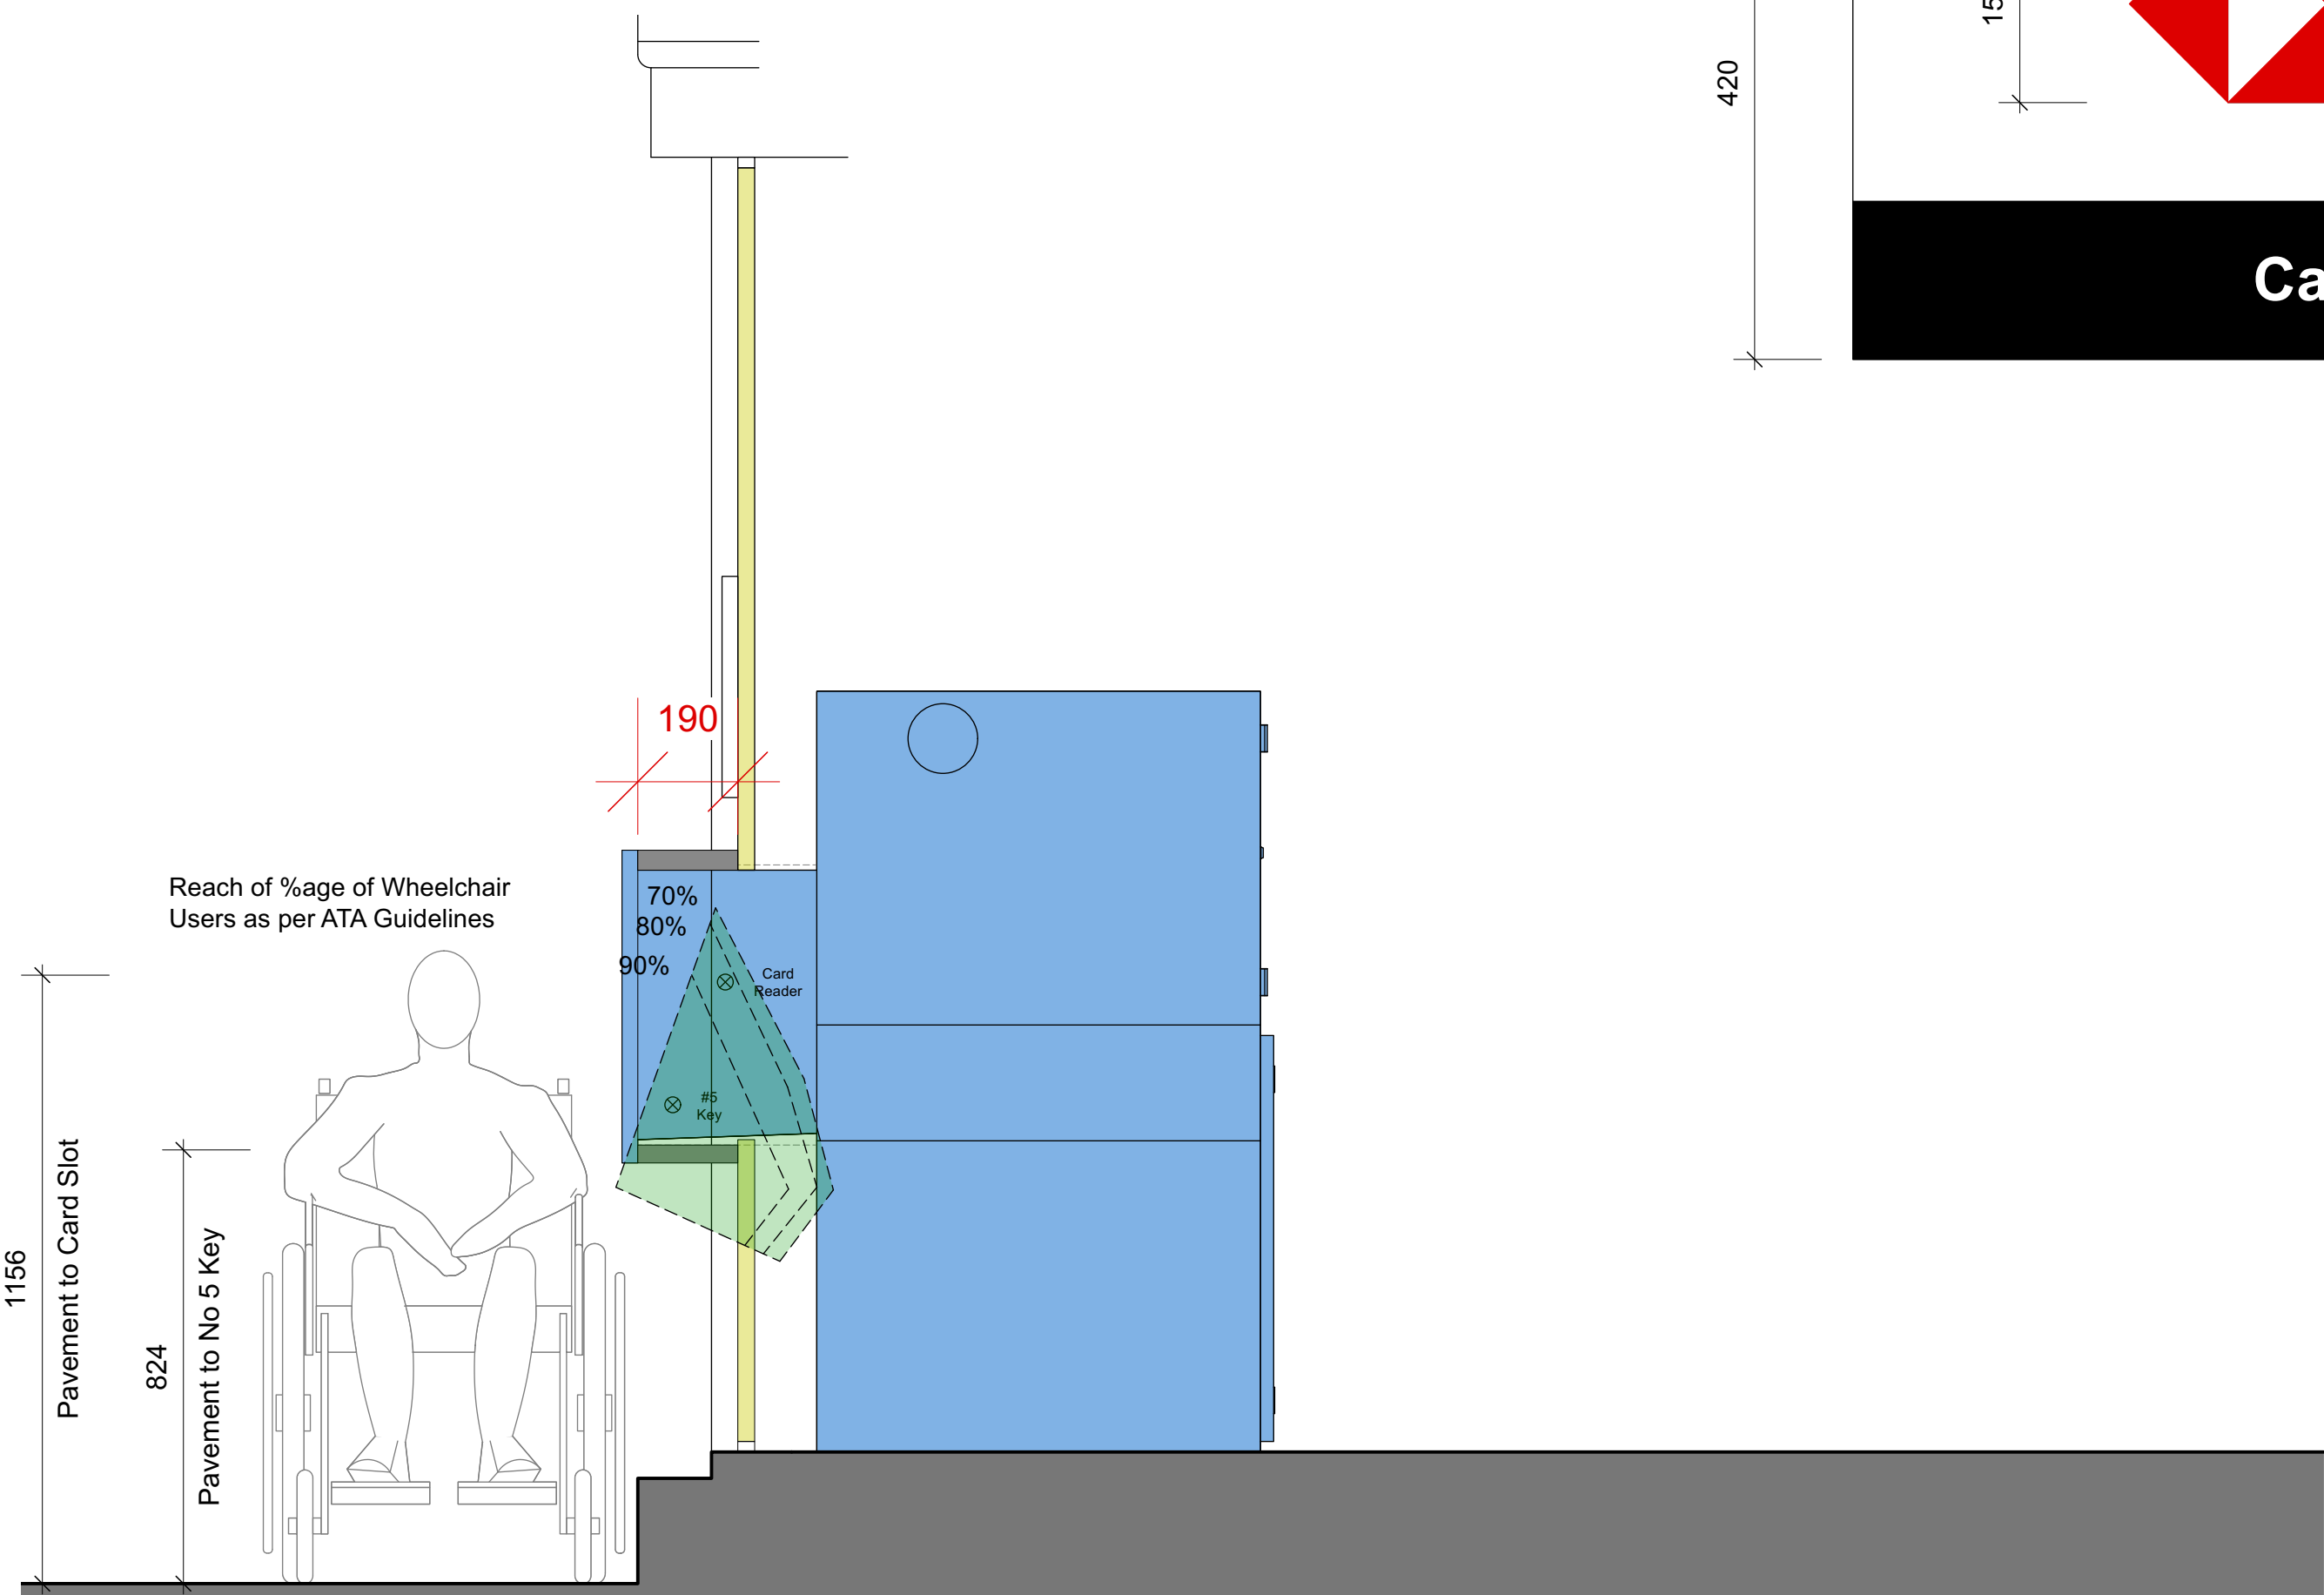 420
Ca
190
Reach of %age of Wheelchair
Users as per ATA Guidelines
70%
80%
90%
Card
Reader
#5
Key
1156
Pavement to Card Slot
824
Pavement to No 5 Key